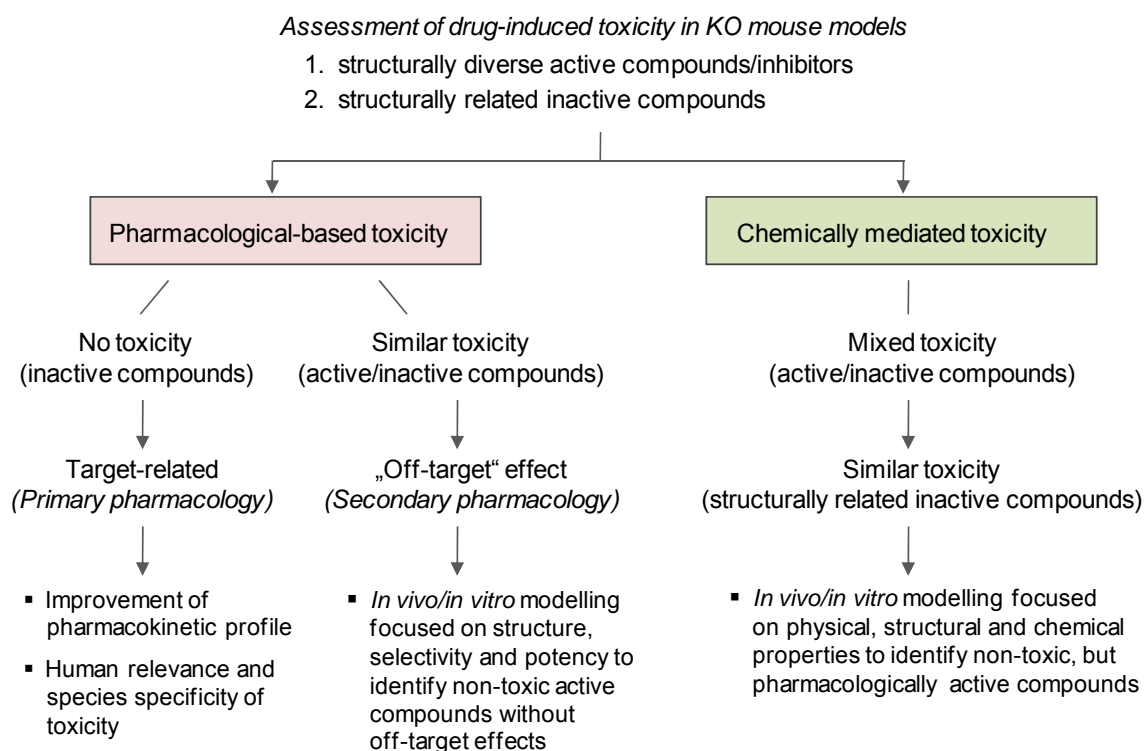 Assessment of drug-induced toxicity in KO mouse models
1. structurally diverse active compounds/inhibitors
2. structurally related inactive compounds
Pharmacological-based toxicity
Chemically mediated toxicity
No toxicity
(inactive compounds)
Similar toxicity
(active/inactive compounds)
Mixed toxicity
(active/inactive compounds)
Target-related
(Primary pharmacology)
„Off-target“ effect
(Secondary pharmacology)
Similar toxicity
(structurally related inactive compounds)
▪ Improvement of
pharmacokinetic profile
▪ Human relevance and
species specificity of
toxicity
▪ In vivo/in vitro modelling
focused on structure,
selectivity and potency to
identify non-toxic active
compounds without
off-target effects
▪ In vivo/in vitro modelling focused
on physical, structural and chemical
properties to identify non-toxic, but
pharmacologically active compounds